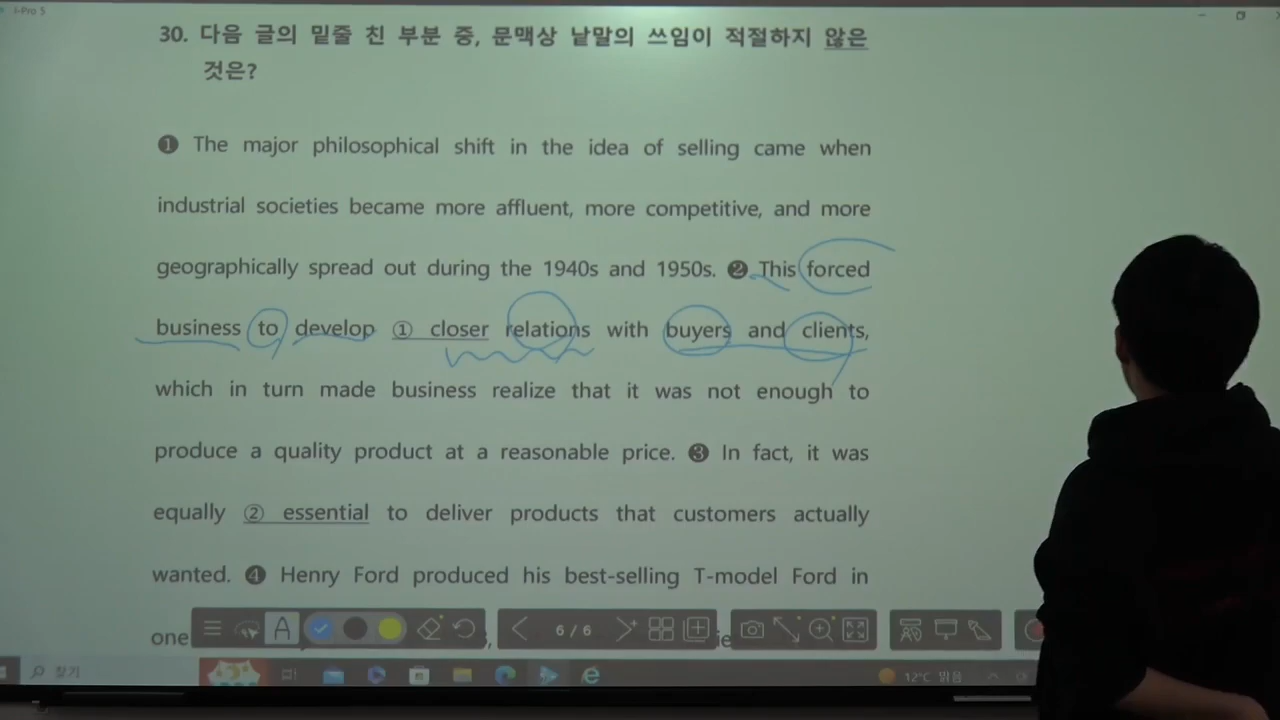 i-Pro 5
30. 다음 글의 밑줄 친 부분 중, 문맥상 낱말의 쓰임이 적절하지 않은
것은?
❶ The major philosophical shift in the idea of selling came when
industrial societies became more affluent, more competitive, and more
geographically spread out during the 1940s and 1950s. ❷ This forced
business to develop ① closer relations with buyers and clients,
which in turn made business realize that it was not enough to
produce a quality product at a reasonable price. ❸ In fact, it was
equally ② essential to deliver products that customers actually
wanted. ❹ Henry Ford produced his best-selling T-model Ford in
one
6 / 6
찾기
12°C 맑음